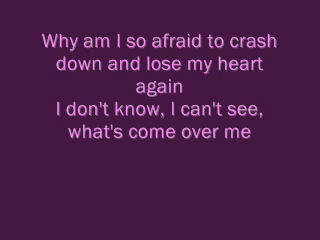 Why am I so afraid to crash
down and lose my heart
again
I don't know, I can't see,
what's come over me